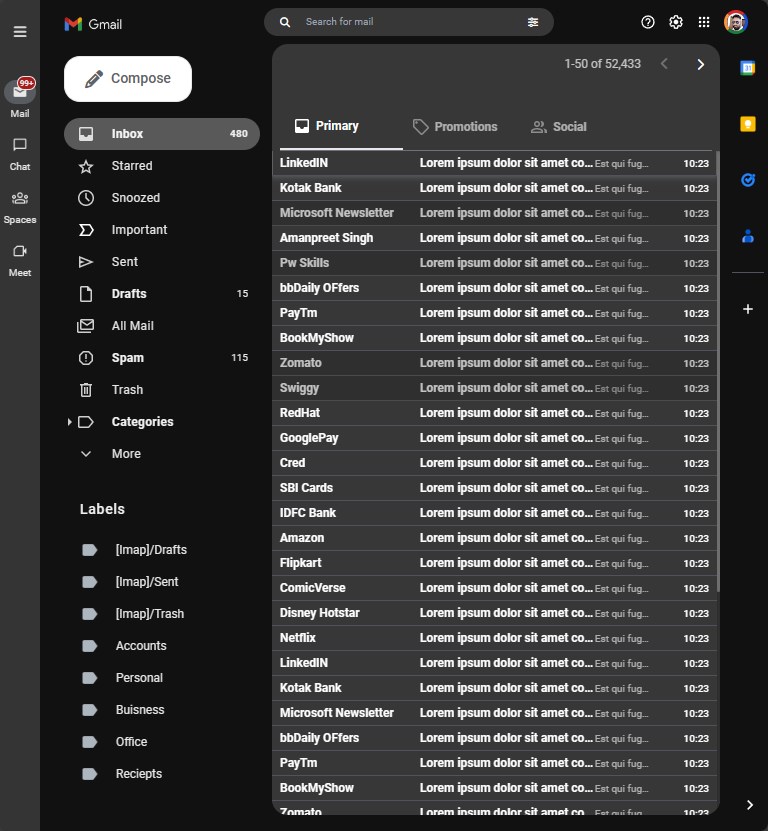 Gmail
Search for mail
99+
Mail
Chat
Spaces
Meet
Compose
Inbox 480
Starred
Snoozed
Important
Sent
Drafts 15
All Mail
Spam 115
Trash
Categories
More
Labels
[Imap]/Drafts
[Imap]/Sent
[Imap]/Trash
Accounts
Personal
Buisness
Office
Reciepts
1-50 of 52,433
Primary Promotions Social
LinkedIN Lorem ipsum dolor sit amet co... Est qui fug... 10:23
Kotak Bank Lorem ipsum dolor sit amet co... Est qui fug... 10:23
Microsoft Newsletter Lorem ipsum dolor sit amet co... Est qui fug... 10:23
Amanpreet Singh Lorem ipsum dolor sit amet co... Est qui fug... 10:23
Pw Skills Lorem ipsum dolor sit amet co... Est qui fug... 10:23
bbDaily OFfers Lorem ipsum dolor sit amet co... Est qui fug... 10:23
PayTm Lorem ipsum dolor sit amet co... Est qui fug... 10:23
BookMyShow Lorem ipsum dolor sit amet co... Est qui fug... 10:23
Zomato Lorem ipsum dolor sit amet co... Est qui fug... 10:23
Swiggy Lorem ipsum dolor sit amet co... Est qui fug... 10:23
RedHat Lorem ipsum dolor sit amet co... Est qui fug... 10:23
GooglePay Lorem ipsum dolor sit amet co... Est qui fug... 10:23
Cred Lorem ipsum dolor sit amet co... Est qui fug... 10:23
SBI Cards Lorem ipsum dolor sit amet co... Est qui fug... 10:23
IDFC Bank Lorem ipsum dolor sit amet co... Est qui fug... 10:23
Amazon Lorem ipsum dolor sit amet co... Est qui fug... 10:23
Flipkart Lorem ipsum dolor sit amet co... Est qui fug... 10:23
ComicVerse Lorem ipsum dolor sit amet co... Est qui fug... 10:23
Disney Hotstar Lorem ipsum dolor sit amet co... Est qui fug... 10:23
Netflix Lorem ipsum dolor sit amet co... Est qui fug... 10:23
LinkedIN Lorem ipsum dolor sit amet co... Est qui fug... 10:23
Kotak Bank Lorem ipsum dolor sit amet co... Est qui fug... 10:23
Microsoft Newsletter Lorem ipsum dolor sit amet co... Est qui fug... 10:23
bbDaily OFfers Lorem ipsum dolor sit amet co... Est qui fug... 10:23
PayTm Lorem ipsum dolor sit amet co... Est qui fug... 10:23
BookMyShow Lorem ipsum dolor sit amet co... Est qui fug... 10:23
Zomato Lorem ipsum dolor sit amet co... Est qui fug... 10:23
31